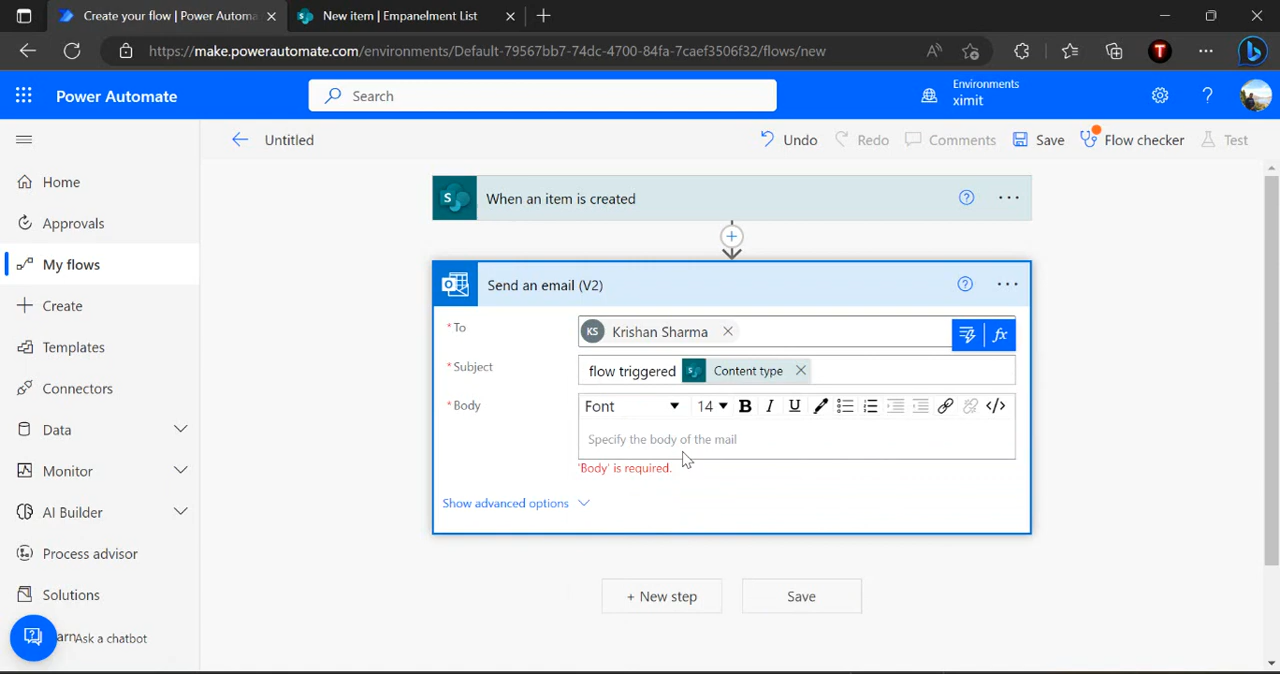 Create your flow | Power Automa
New item | Empanelment List
https://make.powerautomate.com/environments/Default-79567bb7-74dc-4700-84fa-7caef3506f32/flows/new
T
Power Automate
Search
Environments
ximit
Untitled
Undo
Redo
Comments
Save
Flow checker
Test
Home
Approvals
My flows
Create
Templates
Connectors
Data
Monitor
AI Builder
Process advisor
Solutions
earn
Ask a chatbot
When an item is created
Send an email (V2)
* To
KS Krishan Sharma
fx
* Subject
flow triggered Content type
* Body
Font 14 B I U </>
Specify the body of the mail
'Body' is required.
Show advanced options
+ New step
Save